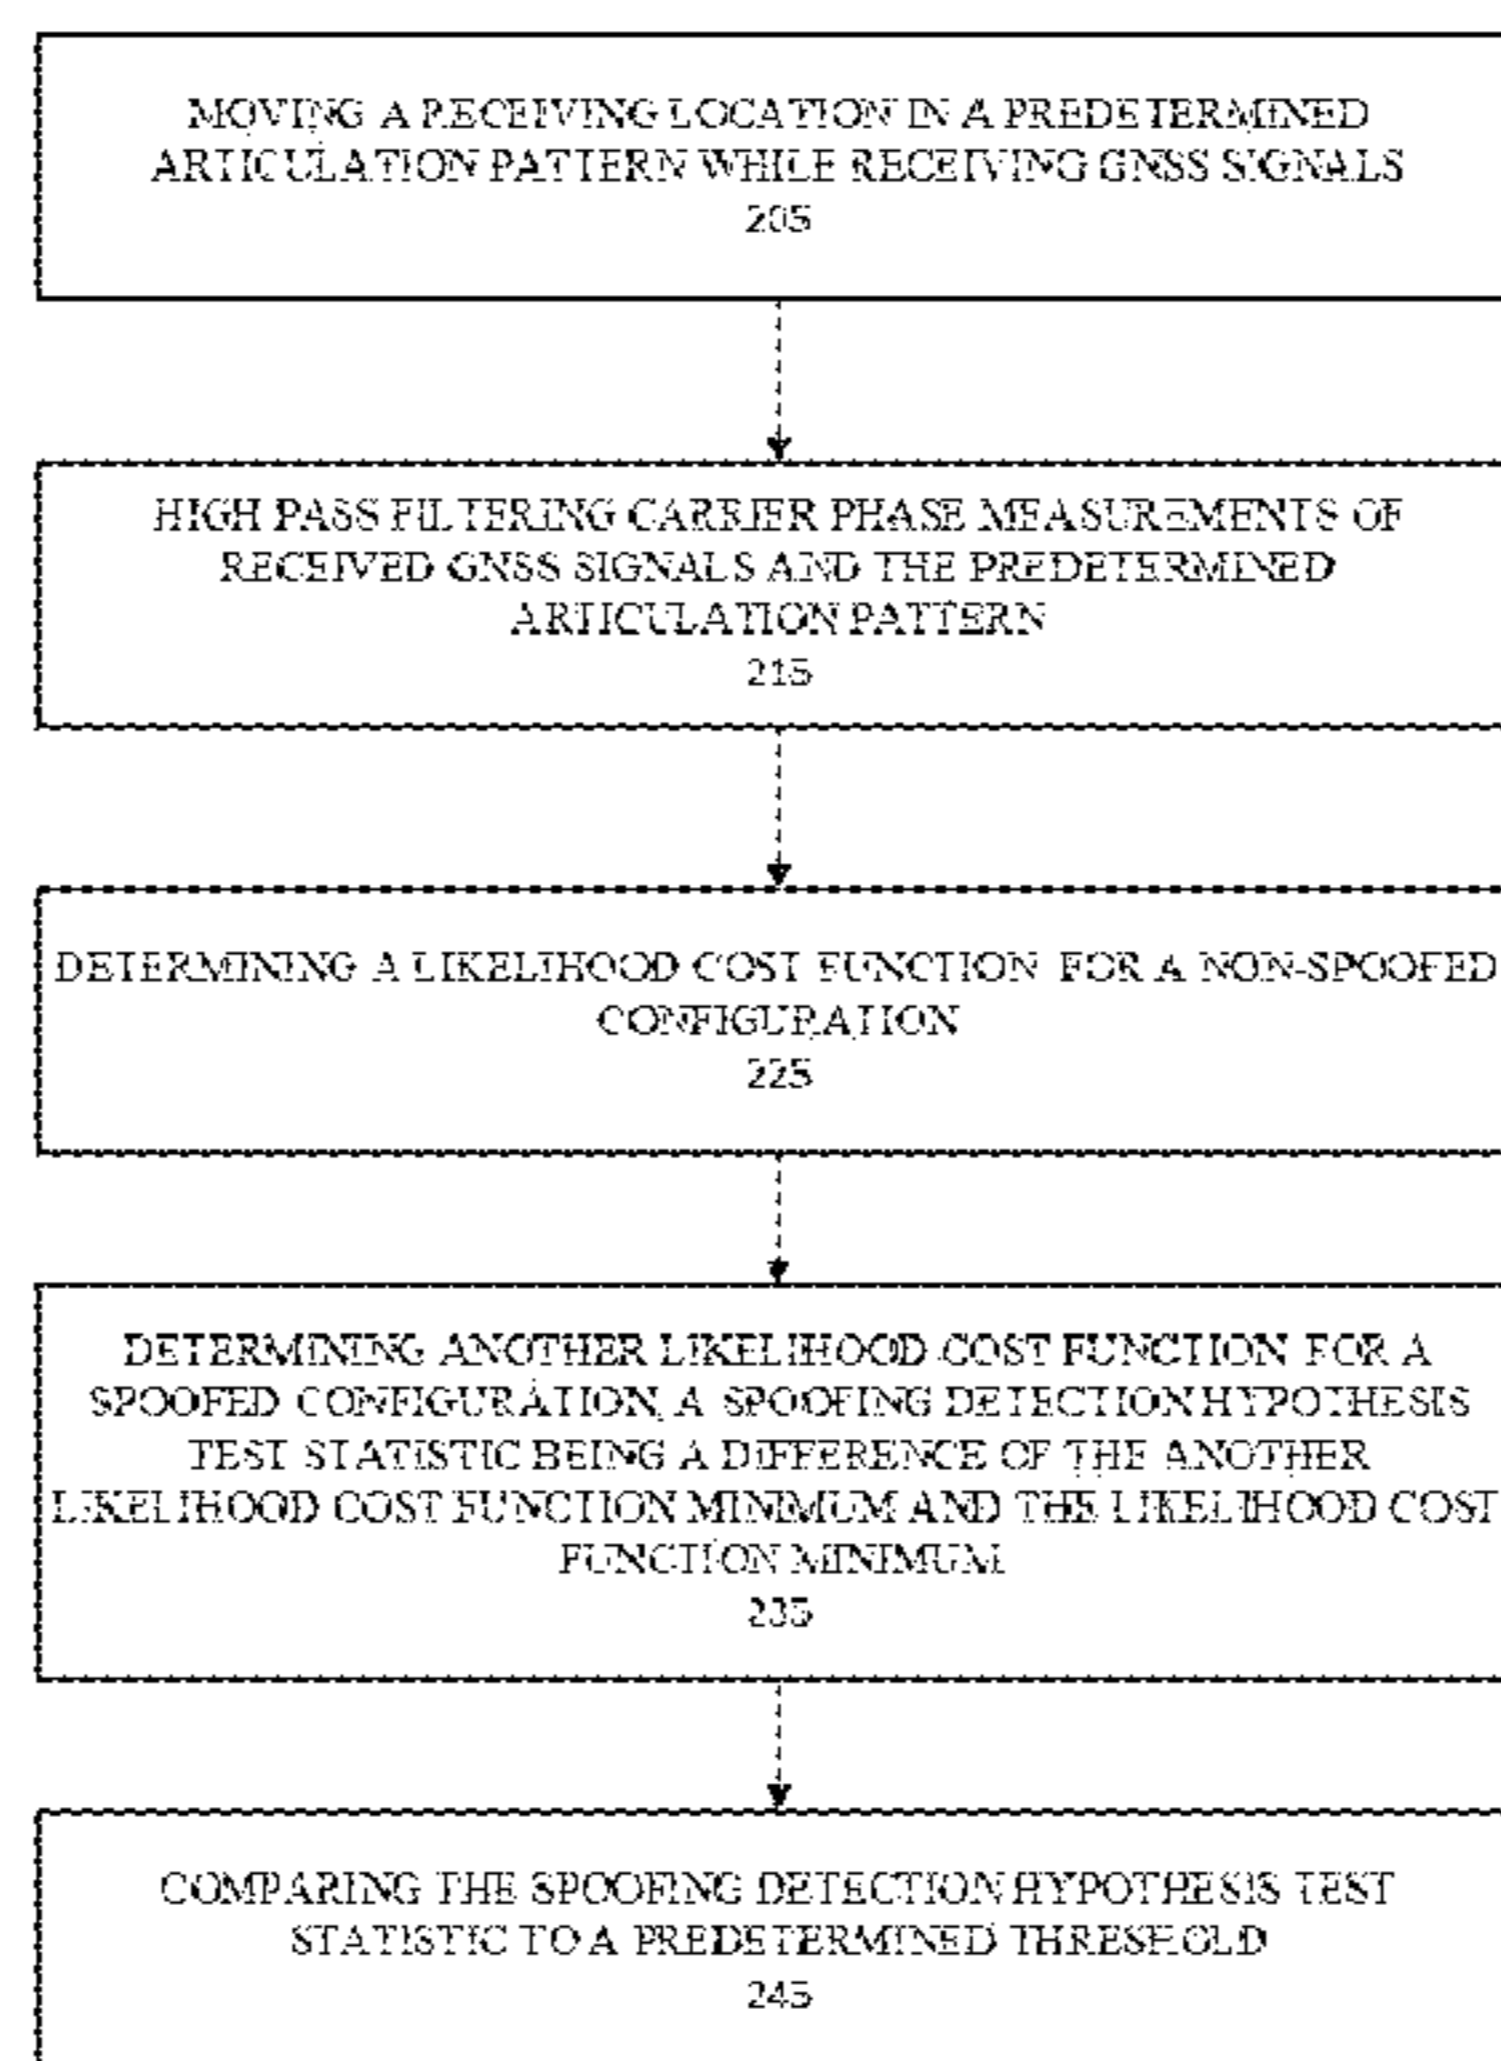 MOVING A RECEIVING LOCATION IN A PREDETERMINED
ARTICULATION PATTERN WHILE RECEIVING GNSS SIGNALS
205
HIGH PASS FILTERING CARRIER PHASE MEASUREMENTS OF
RECEIVED GNSS SIGNALS AND THE PREDETERMINED
ARTICULATION PATTERN
215
DETERMINING A LIKELIHOOD COST FUNCTION FOR A NON-SPOOFED
CONFIGURATION
225
DETERMINING ANOTHER LIKELIHOOD COST FUNCTION FOR A
SPOOFED CONFIGURATION, A SPOOFING DETECTION HYPOTHESIS
TEST STATISTIC BEING A DIFFERENCE OF THE ANOTHER
LIKELIHOOD COST FUNCTION MINIMUM AND THE LIKELIHOOD COST
FUNCTION MINIMUM
235
COMPARING THE SPOOFING DETECTION HYPOTHESIS TEST
STATISTIC TO A PREDETERMINED THRESHOLD
245